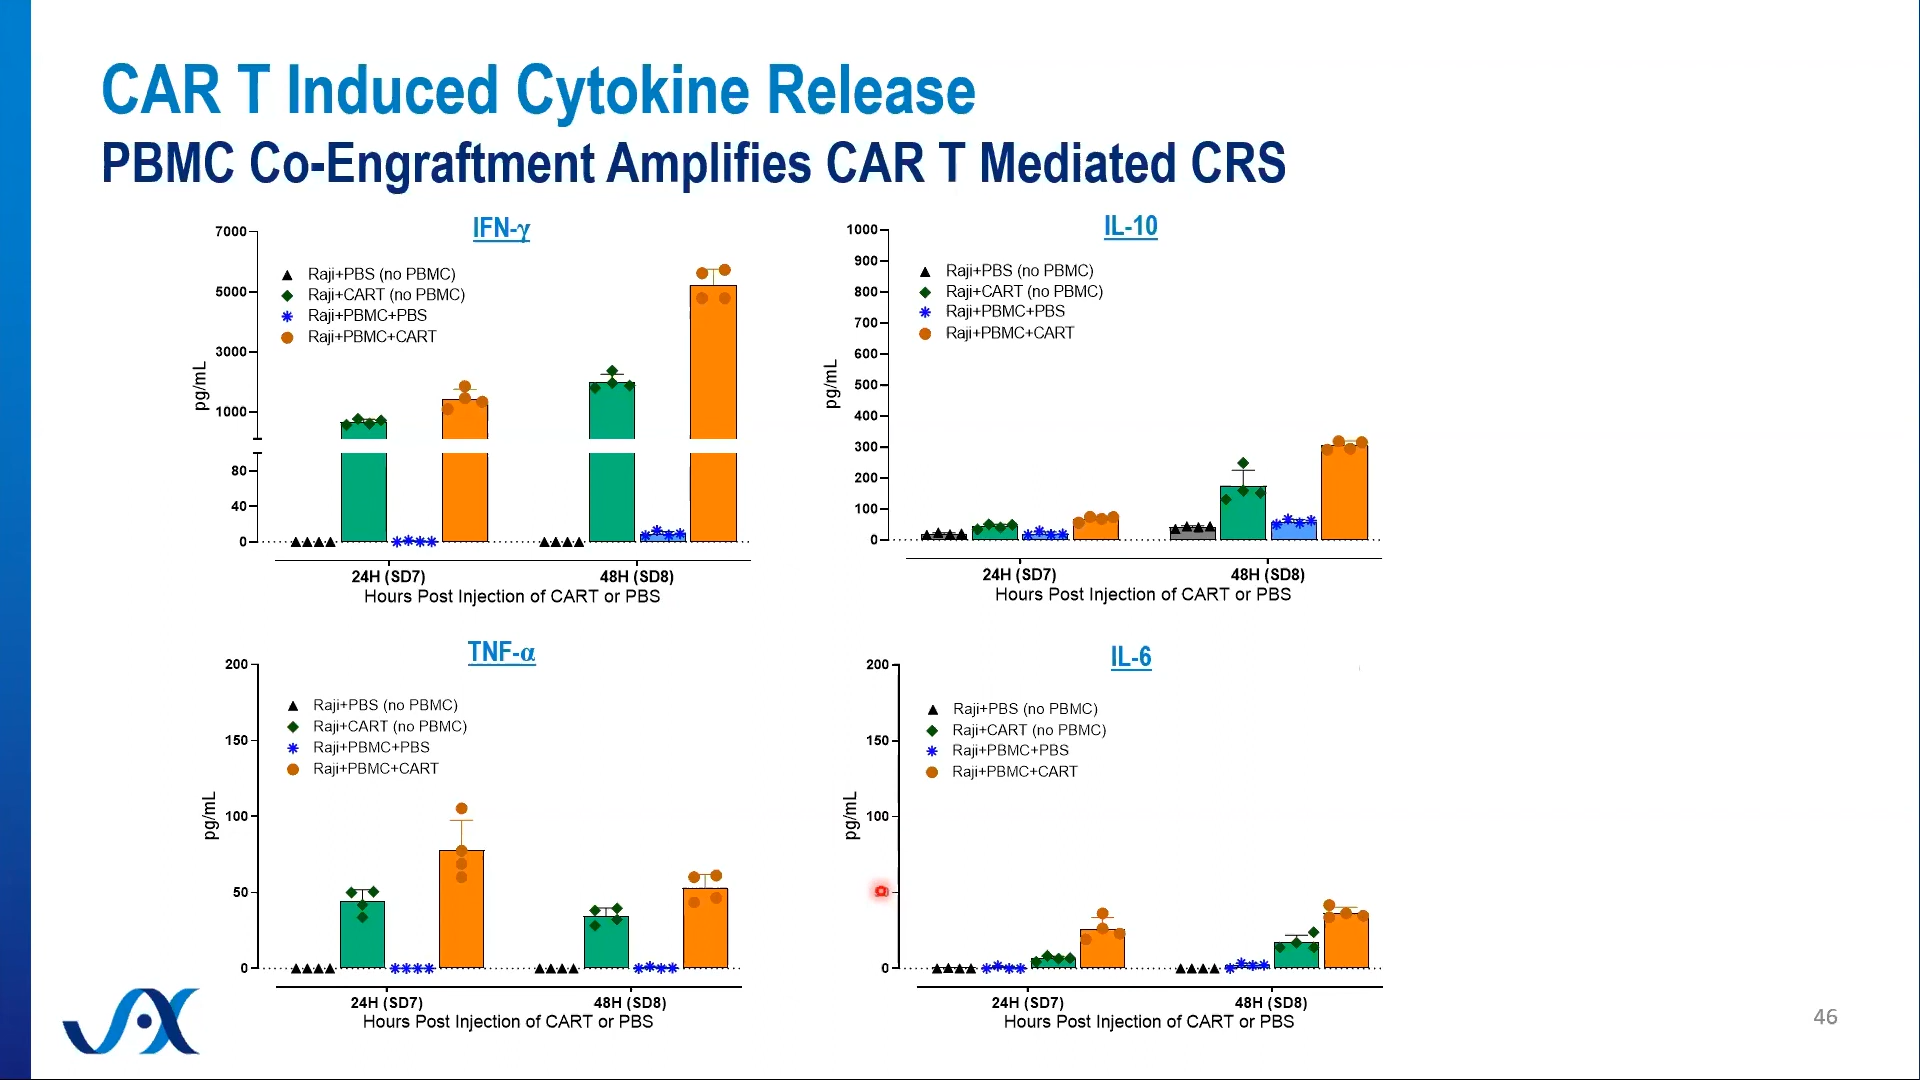 CAR T Induced Cytokine Release
PBMC Co-Engraftment Amplifies CAR T Mediated CRS
IFN-γ
7000
5000
3000
1000
80
40
0
pg/mL
Raji+PBS (no PBMC)
Raji+CART (no PBMC)
Raji+PBMC+PBS
Raji+PBMC+CART
24H (SD7)
48H (SD8)
Hours Post Injection of CART or PBS
IL-10
1000
900
800
700
600
500
400
300
200
100
0
pg/mL
Raji+PBS (no PBMC)
Raji+CART (no PBMC)
Raji+PBMC+PBS
Raji+PBMC+CART
24H (SD7)
48H (SD8)
Hours Post Injection of CART or PBS
TNF-α
200
150
100
50
0
pg/mL
Raji+PBS (no PBMC)
Raji+CART (no PBMC)
Raji+PBMC+PBS
Raji+PBMC+CART
24H (SD7)
48H (SD8)
Hours Post Injection of CART or PBS
IL-6
200
150
100
0
pg/mL
Raji+PBS (no PBMC)
Raji+CART (no PBMC)
Raji+PBMC+PBS
Raji+PBMC+CART
24H (SD7)
48H (SD8)
Hours Post Injection of CART or PBS
46